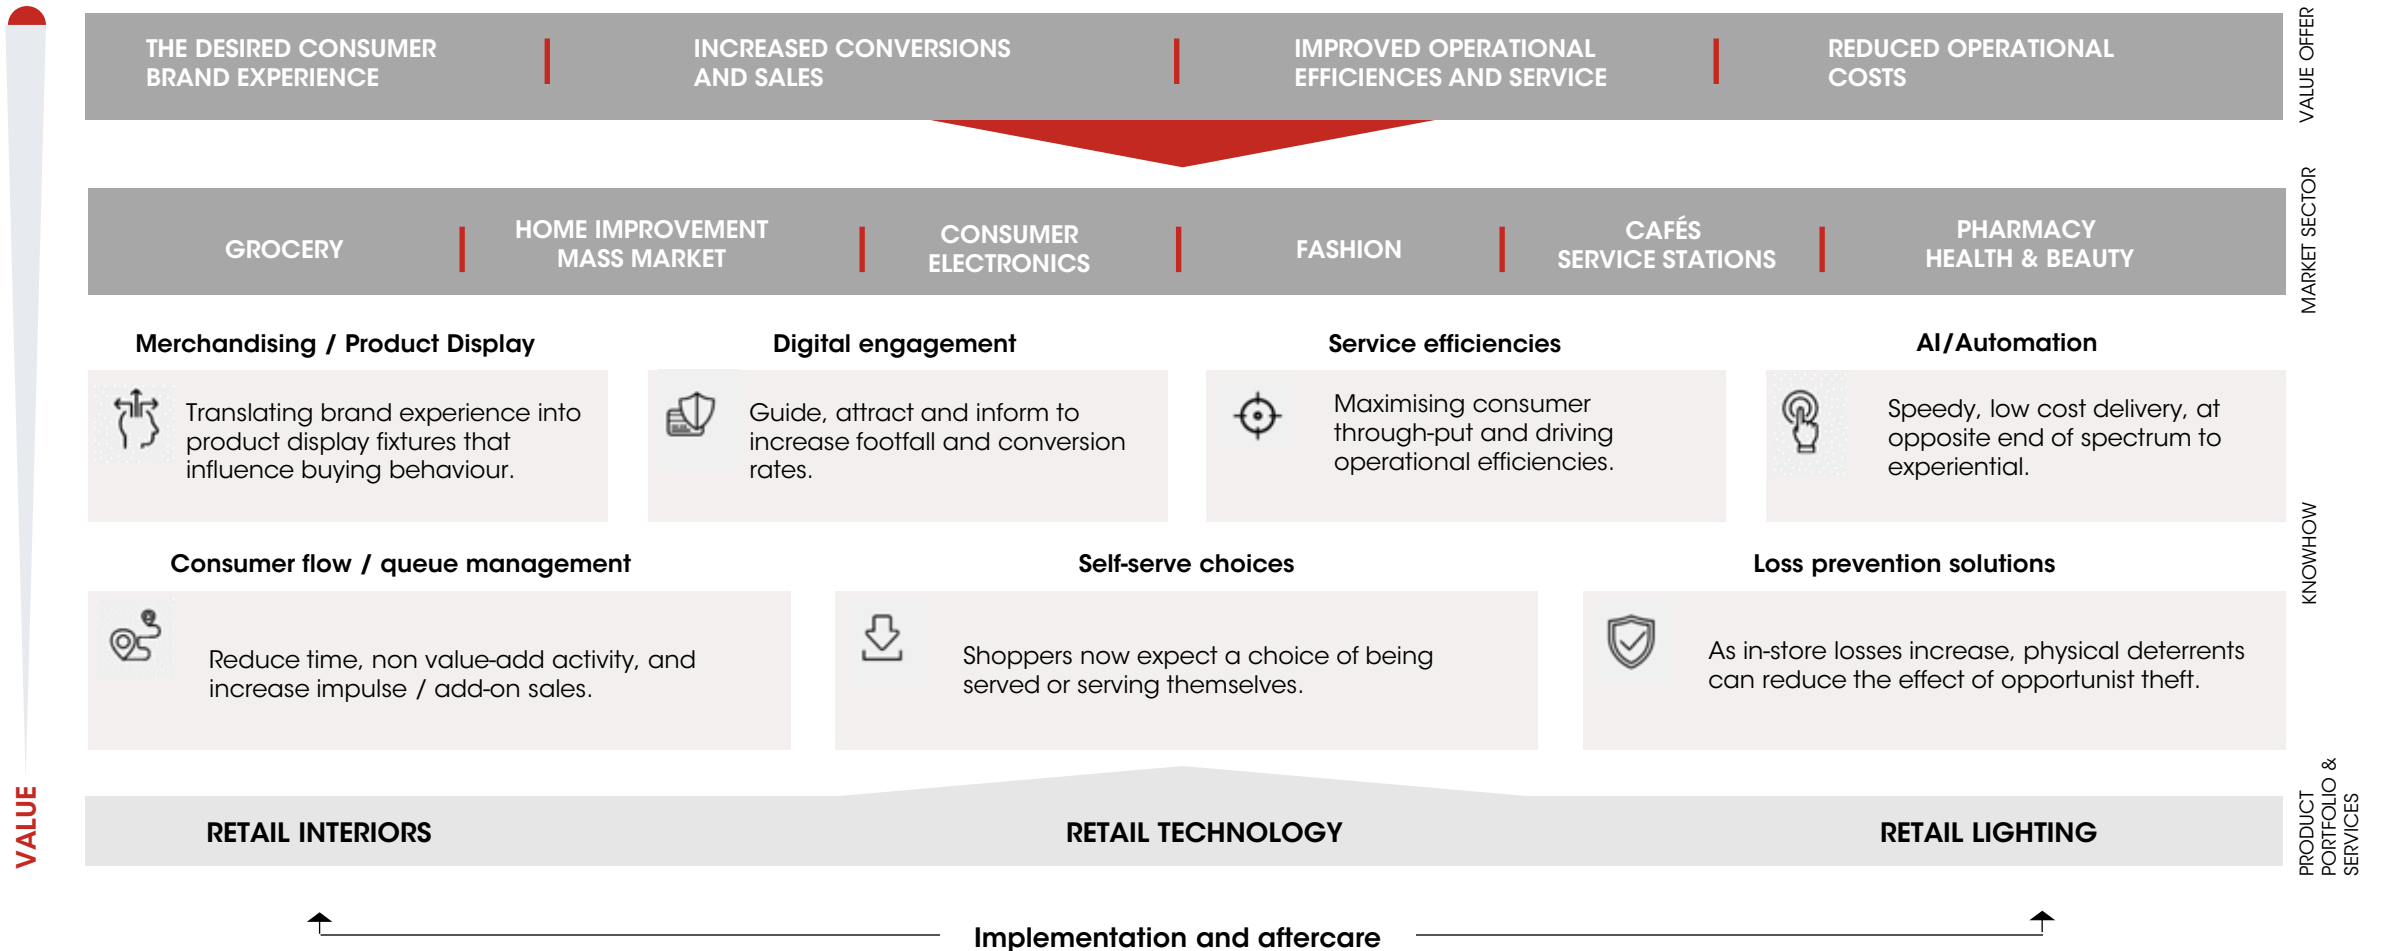 THE DESIRED CONSUMER
BRAND EXPERIENCE
INCREASED CONVERSIONS
AND SALES
IMPROVED OPERATIONAL
EFFICIENCES AND SERVICE
REDUCED OPERATIONAL
COSTS
VALUE OFFER
GROCERY
HOME IMPROVEMENT
MASS MARKET
CONSUMER
ELECTRONICS
FASHION
CAFÉS
SERVICE STATIONS
PHARMACY
HEALTH & BEAUTY
MARKET SECTOR
Merchandising / Product Display
Translating brand experience into
product display fixtures that
influence buying behaviour.
Digital engagement
Guide, attract and inform to
increase footfall and conversion
rates.
Service efficiencies
Maximising consumer
through-put and driving
operational efficiencies.
AI/Automation
Speedy, low cost delivery, at
opposite end of spectrum to
experiential.
KNOWHOW
Consumer flow / queue management
Reduce time, non value-add activity, and
increase impulse / add-on sales.
Self-serve choices
Shoppers now expect a choice of being
served or serving themselves.
Loss prevention solutions
As in-store losses increase, physical deterrents
can reduce the effect of opportunist theft.
VALUE
RETAIL INTERIORS
RETAIL TECHNOLOGY
RETAIL LIGHTING
PRODUCT
PORTFOLIO &
SERVICES
Implementation and aftercare